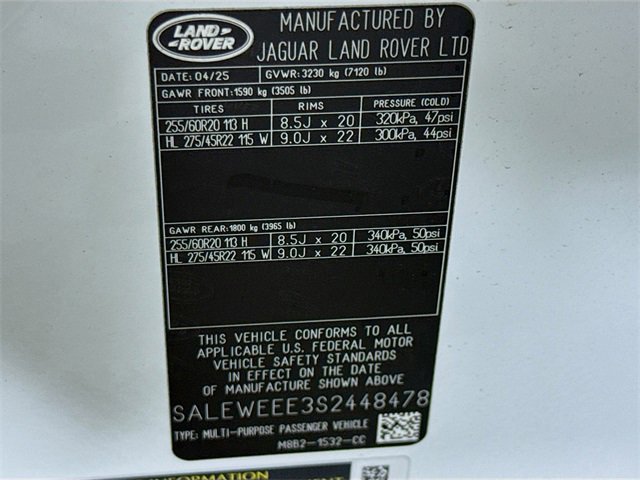 LAND-
-ROVER
MANUFACTURED BY
JAGUAR LAND ROVER LTD
DATE: 04/25 GVWR: 3230 kg (7120 lb)
GAWR FRONT: 1590 kg (3505 lb)
TIRES RIMS PRESSURE (COLD)
255/60R20 113 H 8.5J x 20 320kPa, 47psi
HL 275/45R22 115 W 9.0J x 22 300kPa, 44psi
GAWR REAR: 1800 kg (3965 lb)
255/60R20 113 H 8.5J x 20 340kPa, 50psi
HL 275/45R22 115 W 9.0J x 22 340kPa, 50psi
THIS VEHICLE CONFORMS TO ALL
APPLICABLE U.S. FEDERAL MOTOR
VEHICLE SAFETY STANDARDS
IN EFFECT ON THE DATE
OF MANUFACTURE SHOWN ABOVE
SALEWEEE3S2448478
TYPE: MULTI-PURPOSE PASSENGER VEHICLE
M8B2-1532-CC
INFORMATION